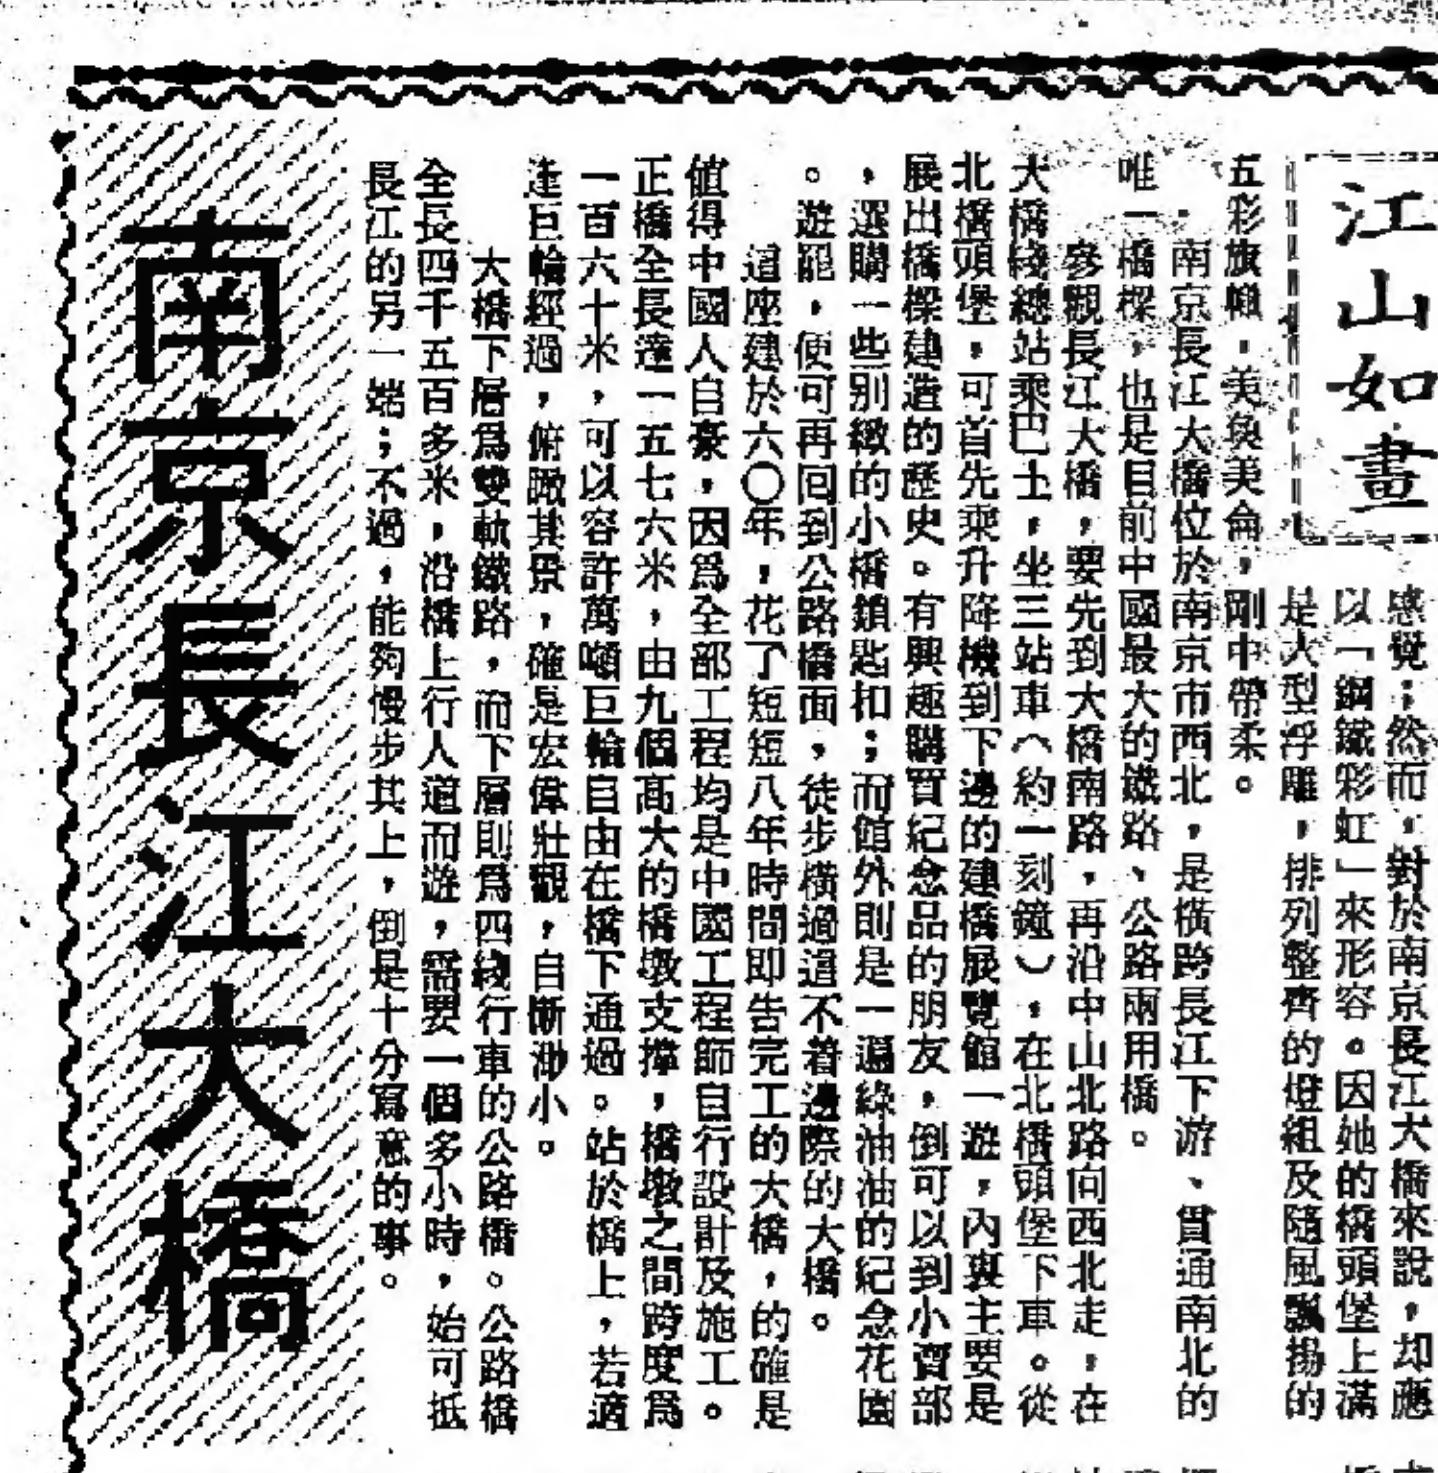 江山如畫
感覺；然而，對於南京長江大橋來說，却應
以「鋼鐵彩虹」來形容。因她的橋頭堡上滿
是大型浮雕，排列整齊的燈組及隨風飄揚的
五彩旗幟，美奐美侖，剛中帶柔。
南京長江大橋位於南京市西北，是橫跨長江下游、貫通南北的
唯一橋樑，也是目前中國最大的鐵路、公路兩用橋。
參觀長江大橋，要先到大橋南路，再沿中山北路向西北走，在
大橋綫總站乘巴士，坐三站車（約一刻鐘），在北橋頭堡下車。從
北橋頭堡，可首先乘升降機到下邊的建橋展覽館一遊，內裏主要是
展出橋樑建造的歷史。有興趣購買紀念品的朋友，倒可以到小賣部
，選購一些別緻的小橋鎖匙扣；而館外則是一遍綠油油的紀念花園
。遊罷，便可再回到公路橋面，徒步橫過這不着邊際的大橋。
這座建於六〇年，花了短短八年時間即告完工的大橋，的確是
值得中國人自豪，因爲全部工程均是中國工程師自行設計及施工。
正橋全長達一五七六米，由九個高大的橋墩支撐，橋墩之間跨度爲
一百六十米，可以容許萬噸巨輪自由在橋下通過。站於橋上，若適
逢巨輪經過，俯瞰其景，確是宏偉壯觀，自慚渺小。
大橋下層爲雙軌鐵路，而下層則爲四綫行車的公路橋。公路橋
全長四千五百多米，沿橋上行人道而遊，需要一個多小時，始可抵
長江的另一端；不過，能夠慢步其上，倒是十分寫意的事。
南京長江大橋